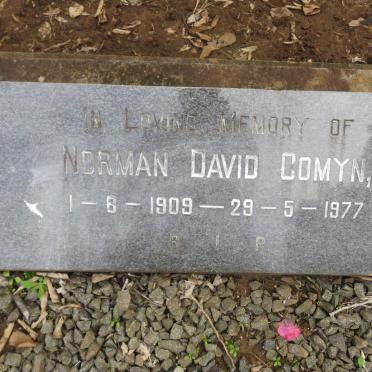 IN LOVING MEMORY OF
NORMAN DAVID COMYN,
1-6-1909 — 29-5-1977
R I P